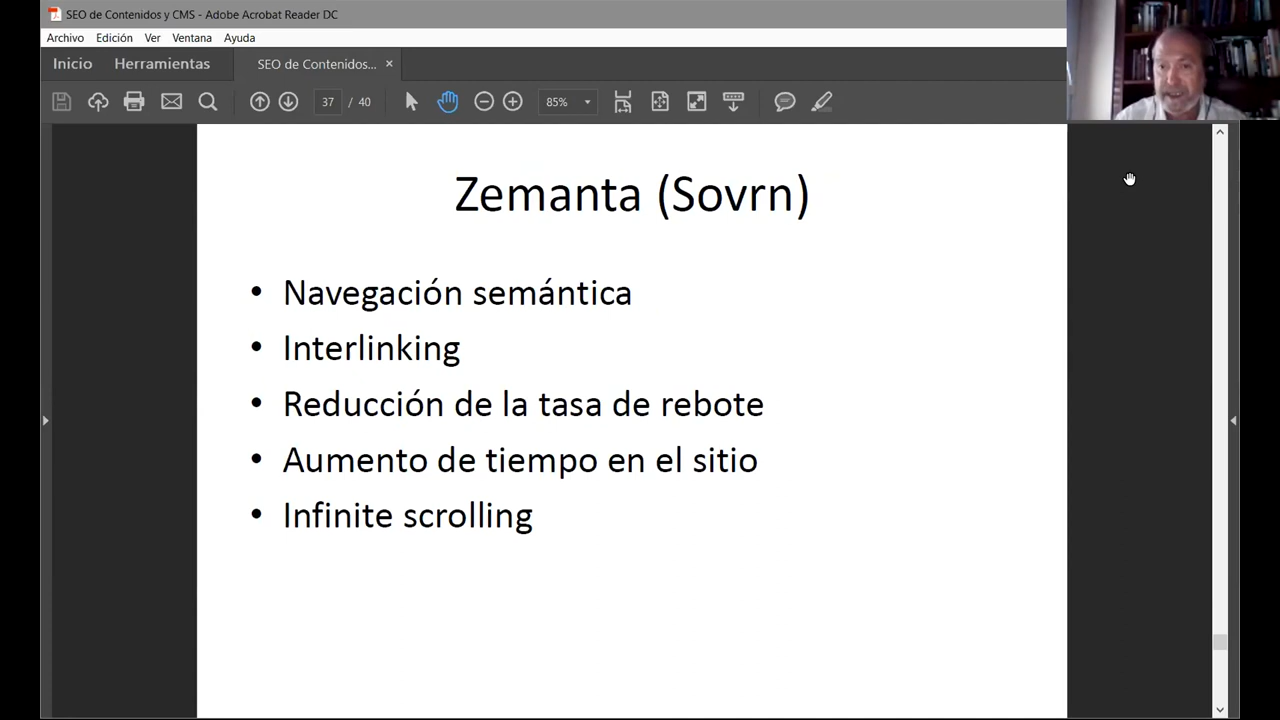 SEO de Contenidos y CMS - Adobe Acrobat Reader DC
Archivo Edición Ver Ventana Ayuda
Inicio Herramientas SEO de Contenidos... ×
37 / 40 85%
Zemanta (Sovrn)
• Navegación semántica
• Interlinking
• Reducción de la tasa de rebote
• Aumento de tiempo en el sitio
• Infinite scrolling